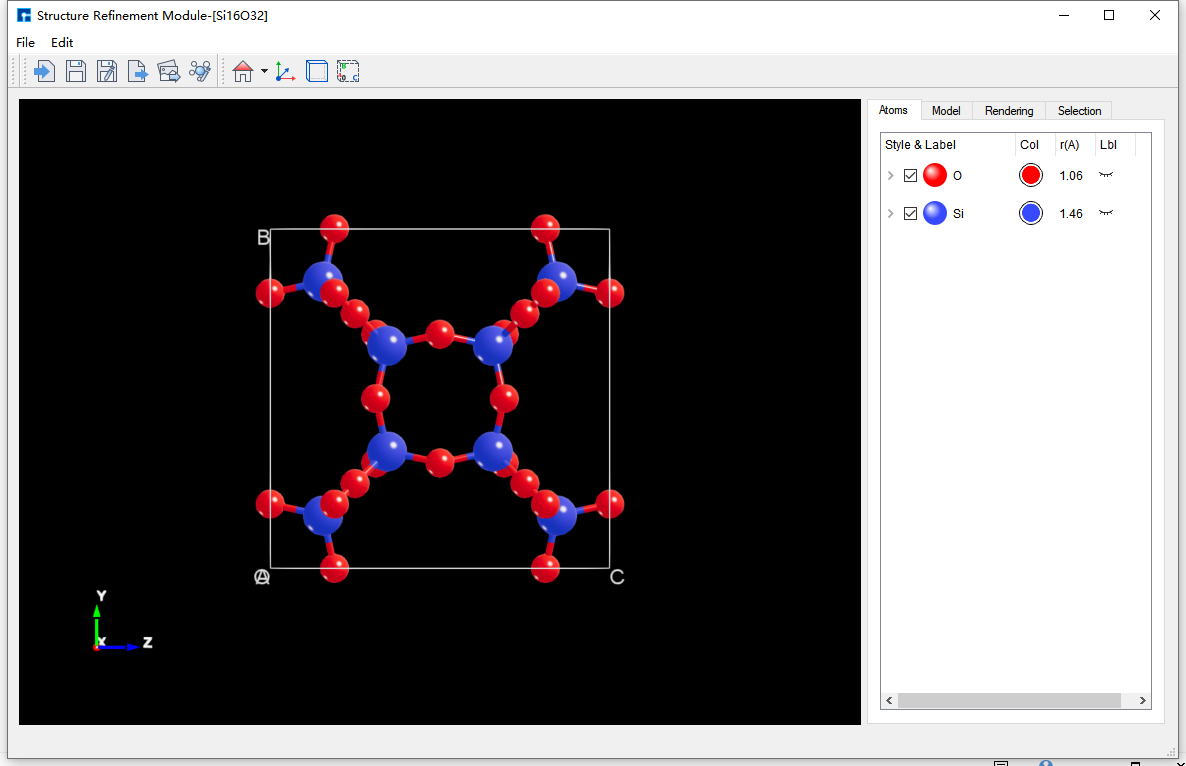 Structure Refinement Module-[Si16O32]
File Edit
Atoms Model Rendering Selection
Style & Label Col r(A) Lbl
O 1.06
Si 1.46
B
A C
Y
X Z